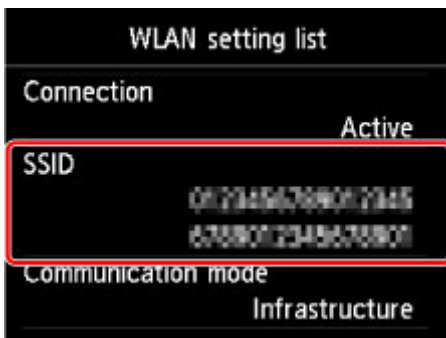 WLAN setting list
Connection
Active
SSID
Communication mode
Infrastructure